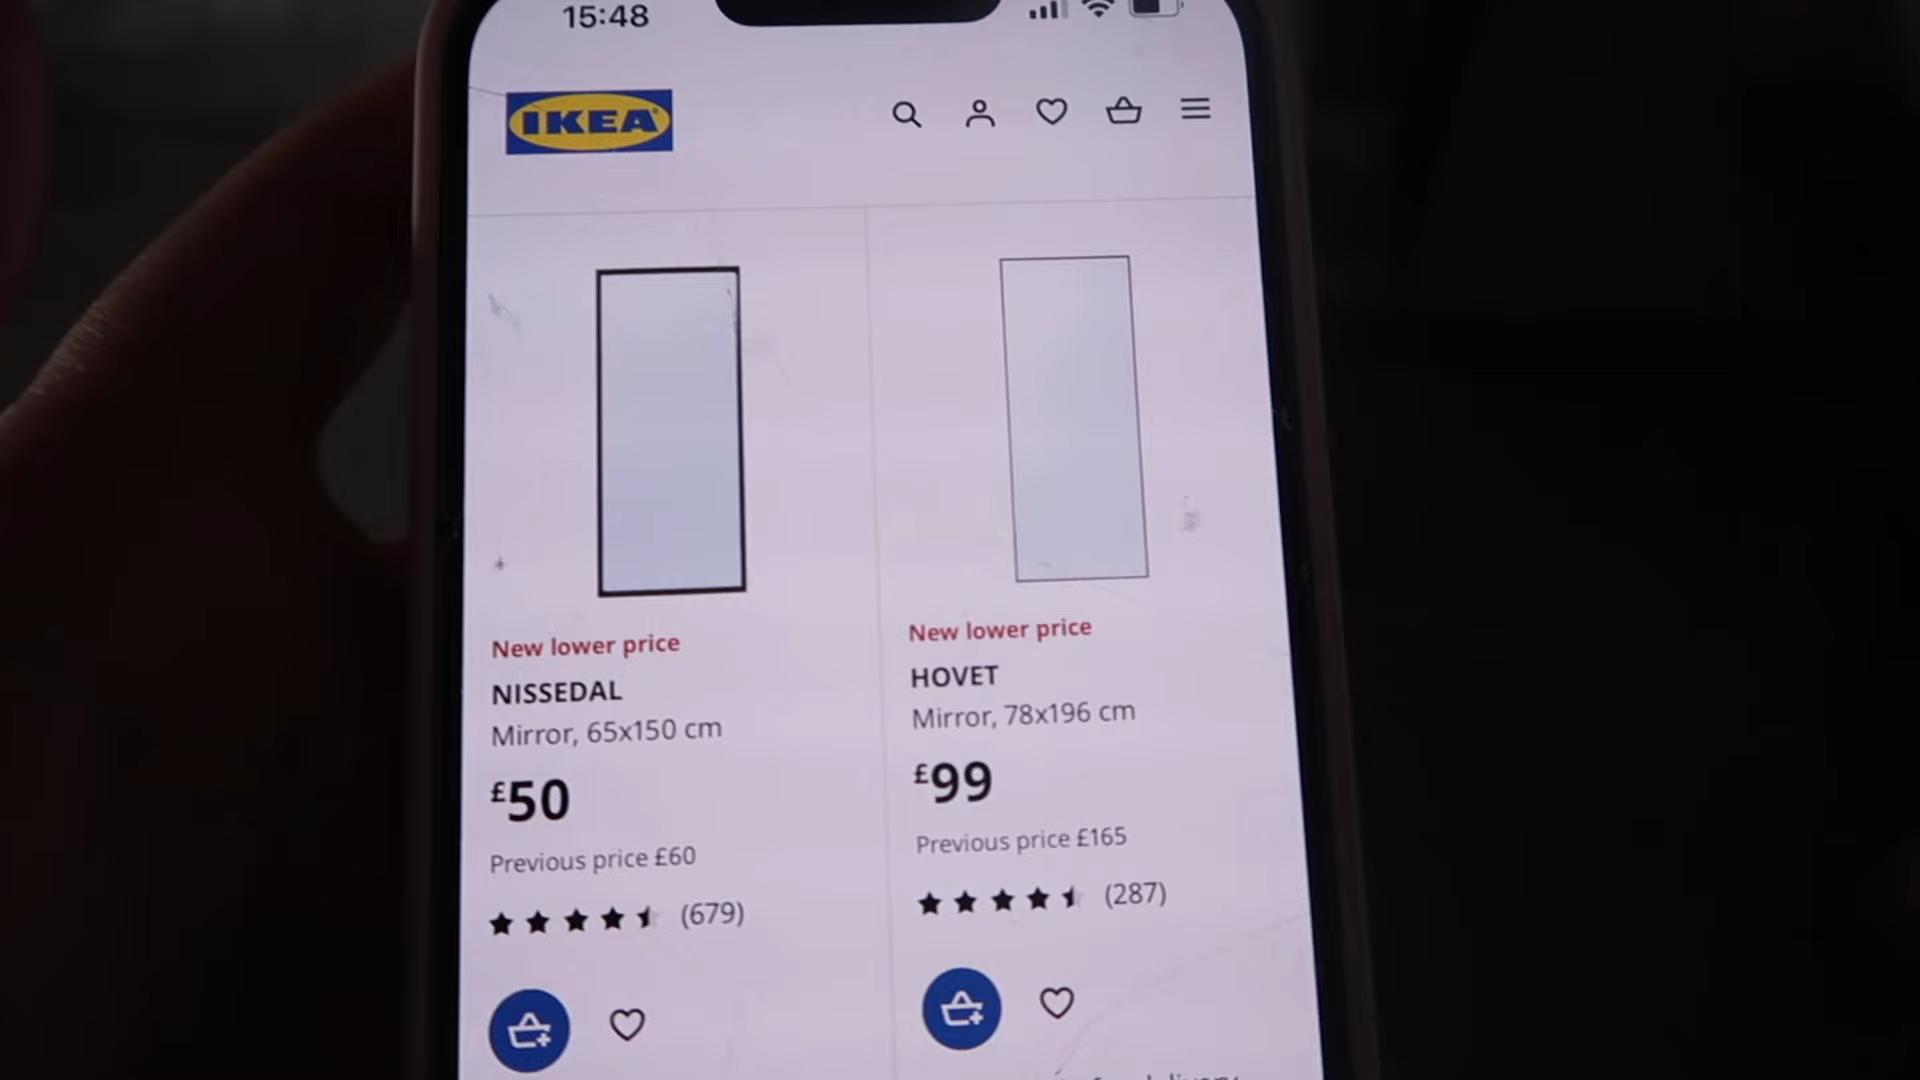 15:48
IKEA
New lower price
NISSEDAL
Mirror, 65x150 cm
£50
Previous price £60
(679)
New lower price
HOVET
Mirror, 78x196 cm
£99
Previous price £165
(287)